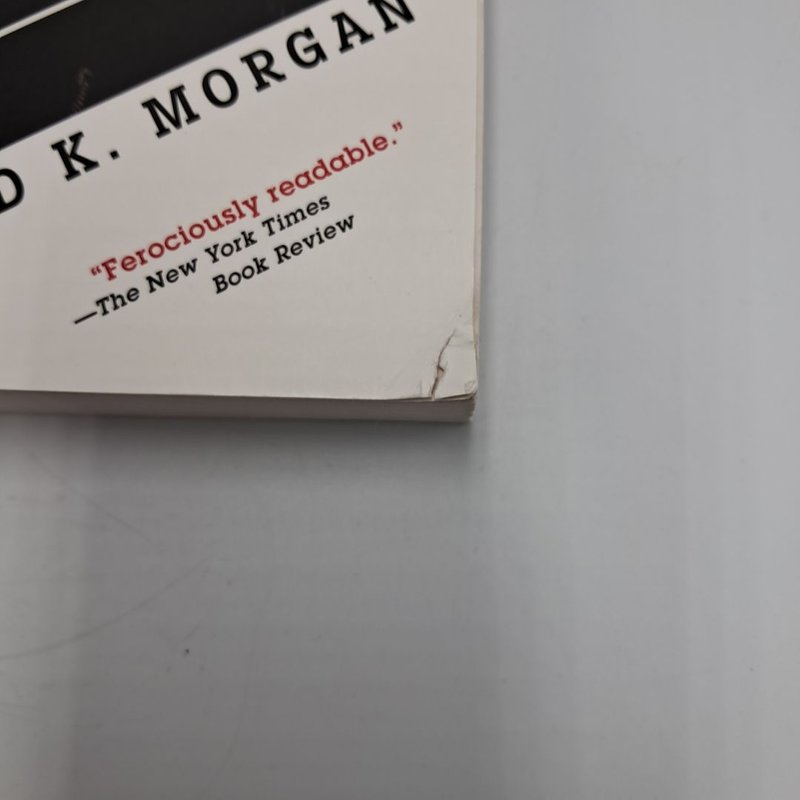 D K. MORGAN
“Ferociously readable.”
—The New York Times
Book Review